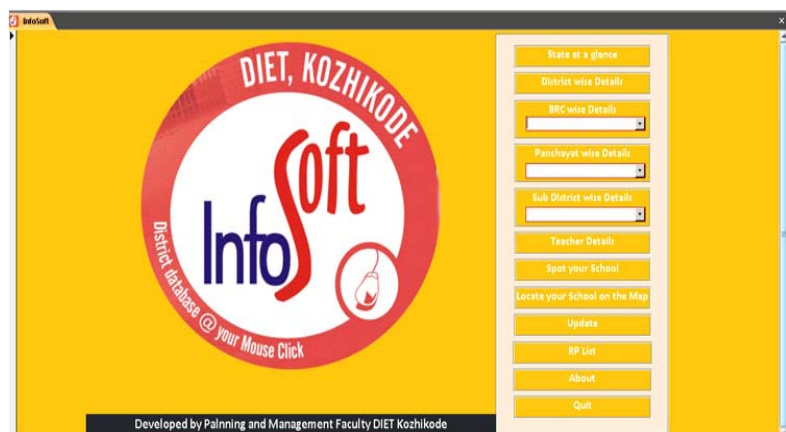 InfoSoft
DIET, KOZHIKODE
InfoSoft
District database @ your Mouse Click
Developed by Palnning and Management Faculty DIET Kozhikode
State at a glance
District wise Details
BRC wise Details
Panchayat wise Details
Sub District wise Details
Teacher Details
Spot your School
Locate your School on the Map
Update
RP List
About
Quit